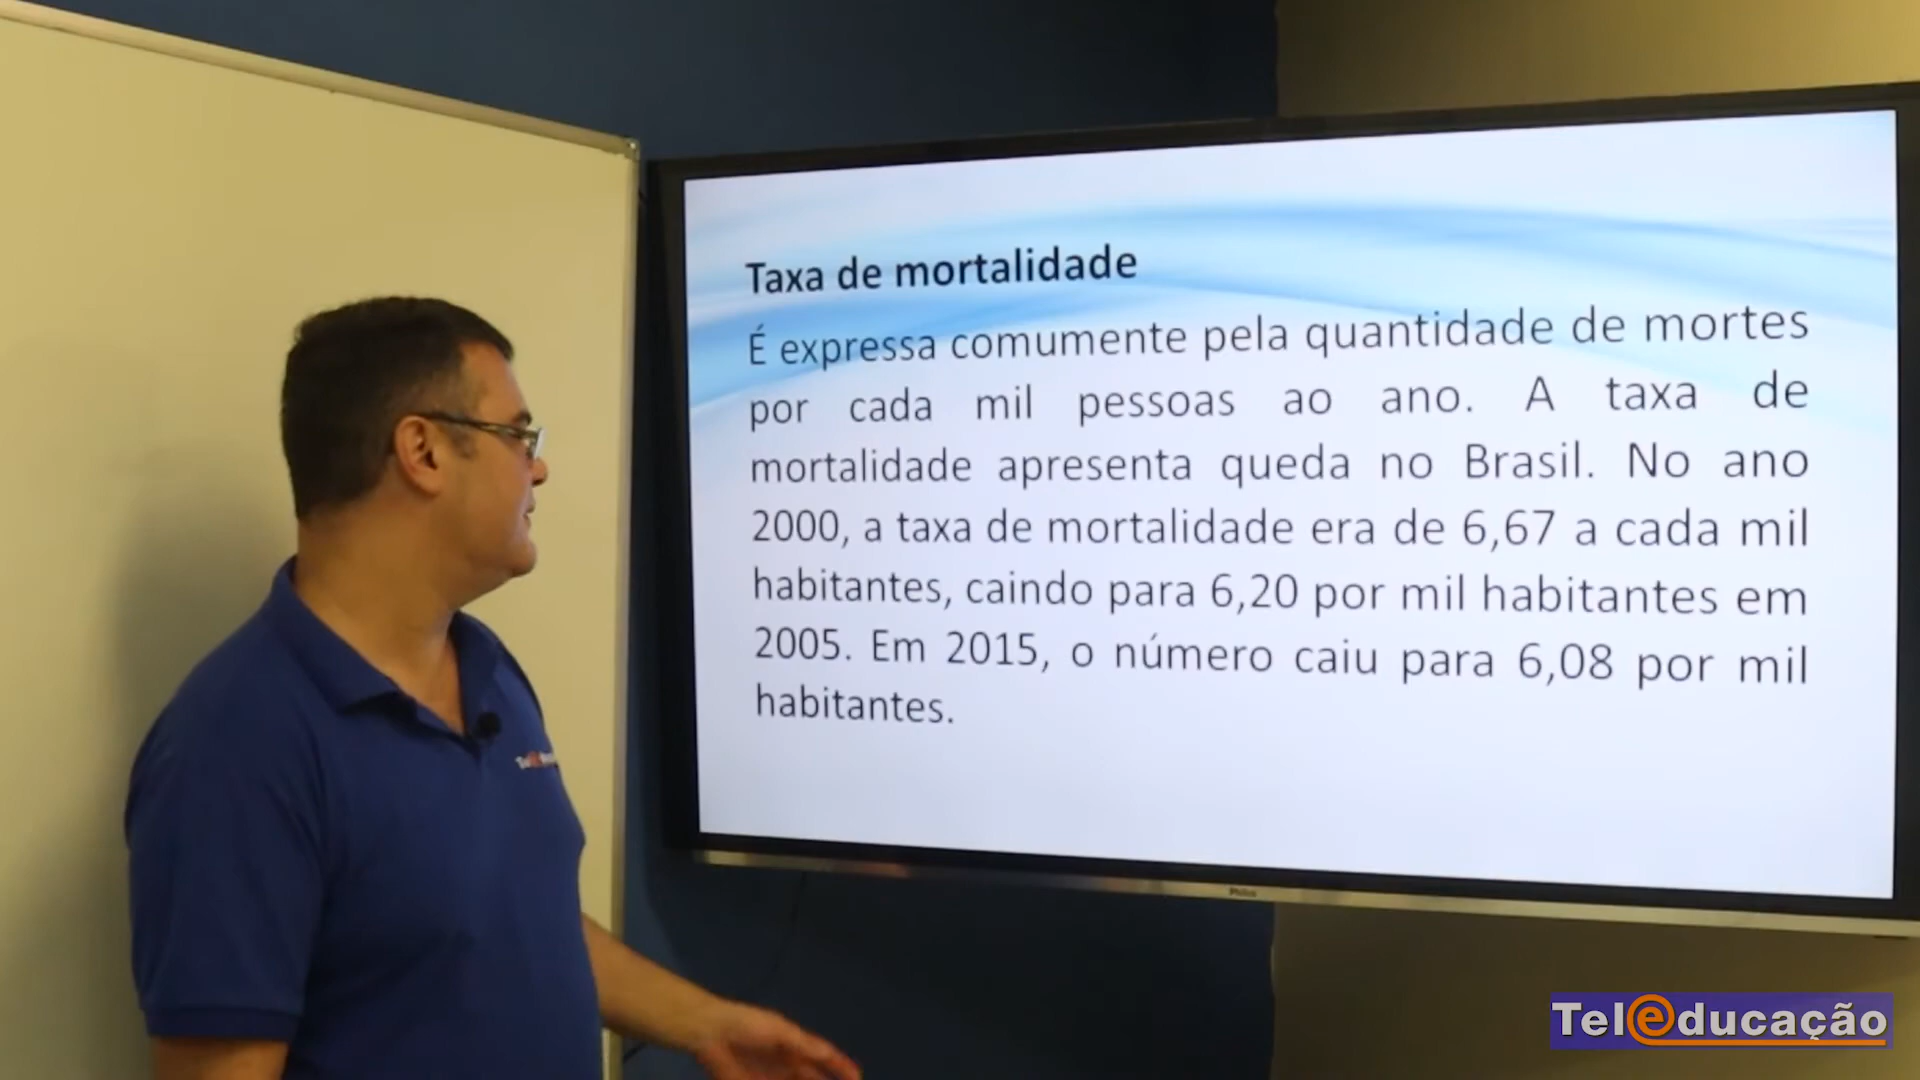 Taxa de mortalidade
É expressa comumente pela quantidade de mortes
por cada mil pessoas ao ano. A taxa de
mortalidade apresenta queda no Brasil. No ano
2000, a taxa de mortalidade era de 6,67 a cada mil
habitantes, caindo para 6,20 por mil habitantes em
2005. Em 2015, o número caiu para 6,08 por mil
habitantes.
Philco
Teleducação